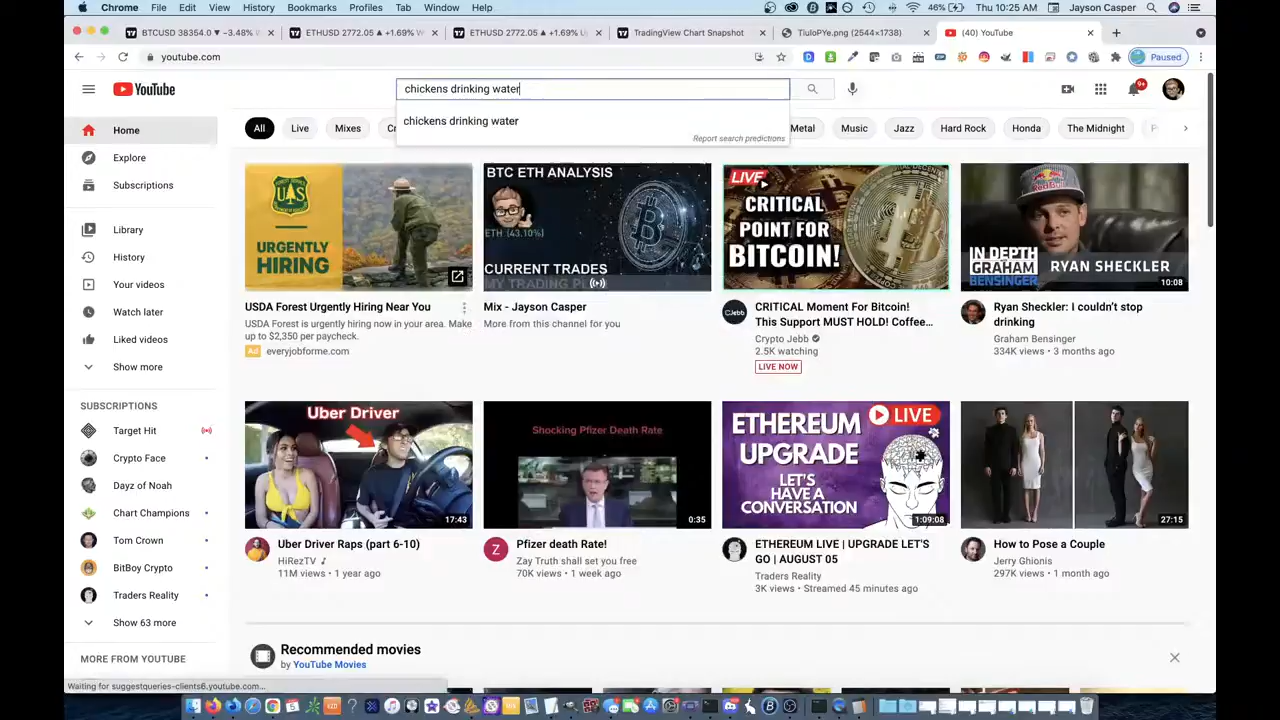 Chrome File Edit View History Bookmarks Profiles Tab Window Help
46% Thu 10:25 AM Jayson Casper
BTCUSD 38354.0 ▼ −3.48% W
ETHUSD 2772.05 ▲ +1.69% W
ETHUSD 2772.05 ▲ +1.69% U
TradingView Chart Snapshot
TiuloPYe.png (2544×1738)
(40) YouTube
youtube.com
Paused
YouTube
chickens drinking water
9+
chickens drinking water
Report search predictions
All Live Mixes Metal Music Jazz Hard Rock Honda The Midnight
Home
Explore
Subscriptions
Library
History
Your videos
Watch later
Liked videos
Show more
SUBSCRIPTIONS
Target Hit
Crypto Face
Dayz of Noah
Chart Champions
Tom Crown
BitBoy Crypto
Traders Reality
Show 63 more
MORE FROM YOUTUBE
UAS
URGENTLY
HIRING
USDA Forest Urgently Hiring Near You
USDA Forest is urgently hiring now in your area. Make
up to $2,350 per paycheck.
Ad everyjobforme.com
BTC ETH ANALYSIS
ETH (43.10%)
CURRENT TRADES
MY TRADING PL
Mix - Jayson Casper
More from this channel for you
LIVE
CRITICAL
POINT FOR
BITCOIN!
CJebb
CRITICAL Moment For Bitcoin!
This Support MUST HOLD! Coffee…
Crypto Jebb
2.5K watching
LIVE NOW
Red Bull
IN DEPTH
GRAHAM
BENSINGER
RYAN SHECKLER
10:08
Ryan Sheckler: I couldn't stop
drinking
Graham Bensinger
334K views • 3 months ago
Uber Driver
17:43
Uber Driver Raps (part 6-10)
HiRezTV
11M views • 1 year ago
Shocking Pfizer Death Rate
0:35
Z
Pfizer death Rate!
Zay Truth shall set you free
70K views • 1 week ago
LIVE
ETHEREUM
UPGRADE
LET'S
HAVE A
CONVERSATION
1:09:08
ETHEREUM LIVE | UPGRADE LET'S
GO | AUGUST 05
Traders Reality
3K views • Streamed 45 minutes ago
27:15
How to Pose a Couple
Jerry Ghionis
297K views • 1 month ago
Recommended movies
by YouTube Movies
Waiting for suggestqueries-clients6.youtube.com...